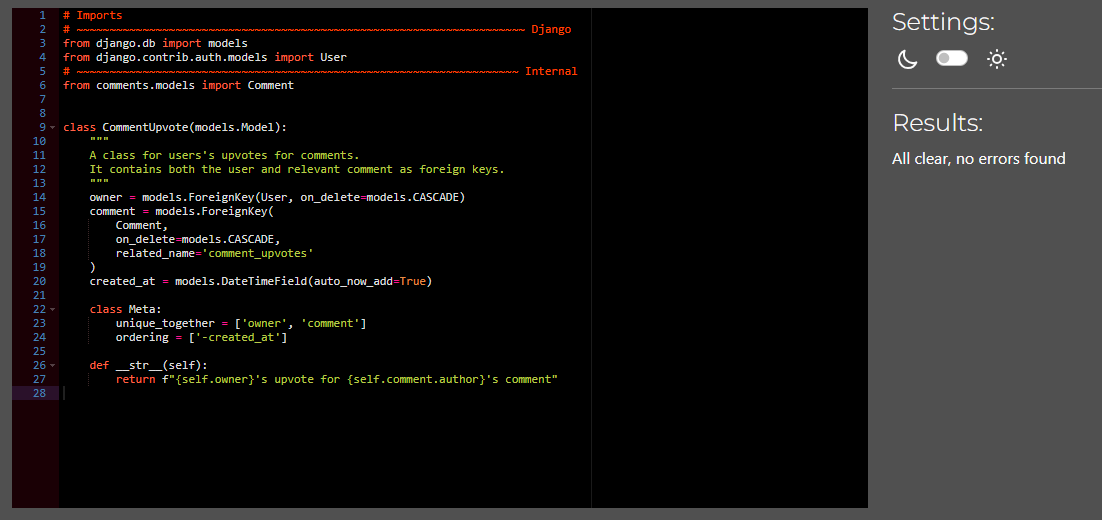 1 # Imports
2 # ~~~~~~~~~~~~~~~~~~~~~~~~~~~~~~~~~~~~~~~~~~~~~~~~~~~~~~~~~~~~~~~~~~~~ Django
3 from django.db import models
4 from django.contrib.auth.models import User
5 # ~~~~~~~~~~~~~~~~~~~~~~~~~~~~~~~~~~~~~~~~~~~~~~~~~~~~~~~~~~~~~~~~~~~ Internal
6 from comments.models import Comment
7
8
9 class CommentUpvote(models.Model):
10     """
11     A class for users's upvotes for comments.
12     It contains both the user and relevant comment as foreign keys.
13     """
14     owner = models.ForeignKey(User, on_delete=models.CASCADE)
15     comment = models.ForeignKey(
16         Comment,
17         on_delete=models.CASCADE,
18         related_name='comment_upvotes'
19     )
20     created_at = models.DateTimeField(auto_now_add=True)
21
22     class Meta:
23         unique_together = ['owner', 'comment']
24         ordering = ['-created_at']
25
26     def __str__(self):
27         return f"{self.owner}'s upvote for {self.comment.author}'s comment"
28
Settings:
Results:
All clear, no errors found